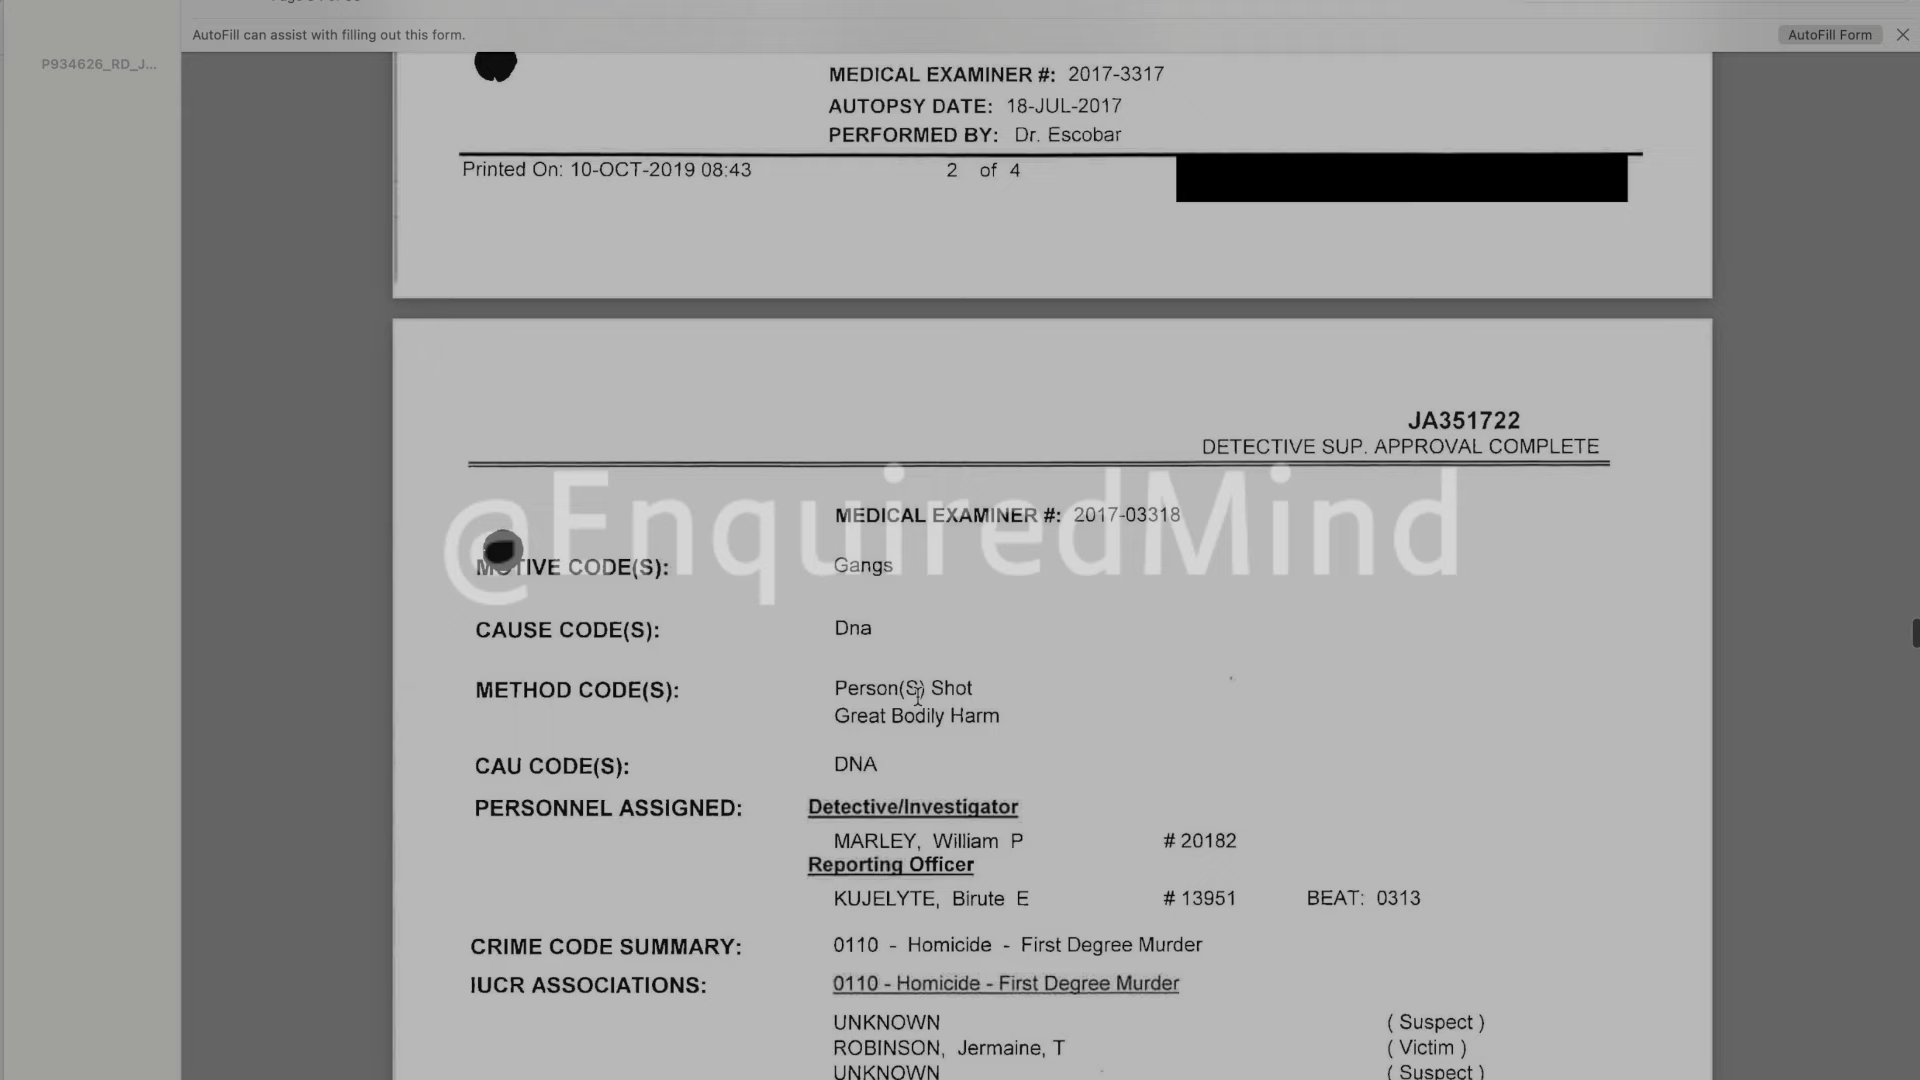 AutoFill can assist with filling out this form.
AutoFill Form
P934626_RD_J...
MEDICAL EXAMINER #: 2017-3317
AUTOPSY DATE: 18-JUL-2017
PERFORMED BY: Dr. Escobar
Printed On: 10-OCT-2019 08:43 2 of 4
JA351722
DETECTIVE SUP. APPROVAL COMPLETE
@EnquiredMind
MEDICAL EXAMINER #: 2017-03318
MOTIVE CODE(S): Gangs
CAUSE CODE(S): Dna
METHOD CODE(S): Person(S) Shot
Great Bodily Harm
CAU CODE(S): DNA
PERSONNEL ASSIGNED: Detective/Investigator
MARLEY, William P # 20182
Reporting Officer
KUJELYTE, Birute E # 13951 BEAT: 0313
CRIME CODE SUMMARY: 0110 - Homicide - First Degree Murder
IUCR ASSOCIATIONS: 0110 - Homicide - First Degree Murder
UNKNOWN ( Suspect )
ROBINSON, Jermaine, T ( Victim )
UNKNOWN ( Suspect )